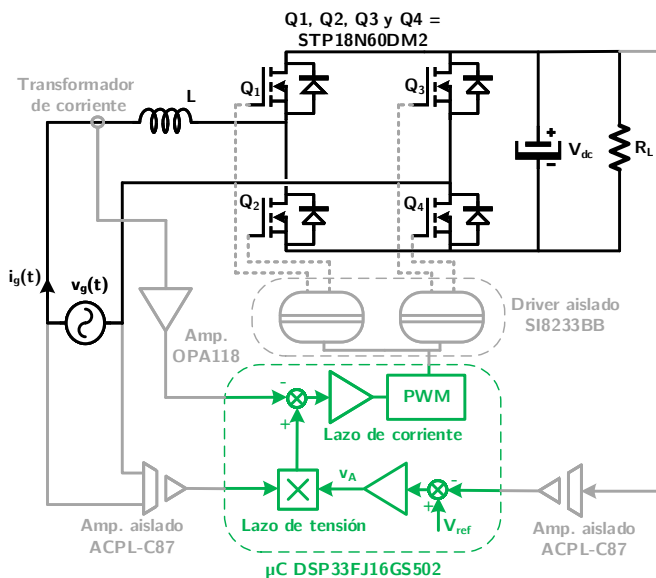 Q1, Q2, Q3 y Q4 =
STP18N60DM2
Transformador
de corriente
L
Q1
Q3
+
Vdc
-
RL
Q2
Q4
ig(t)
vg(t)
Driver aislado
SI8233BB
Amp.
OPA118
-
+
PWM
Lazo de corriente
vA
-
+
Vref
Lazo de tensión
Amp. aislado
ACPL-C87
Amp. aislado
ACPL-C87
µC DSP33FJ16GS502